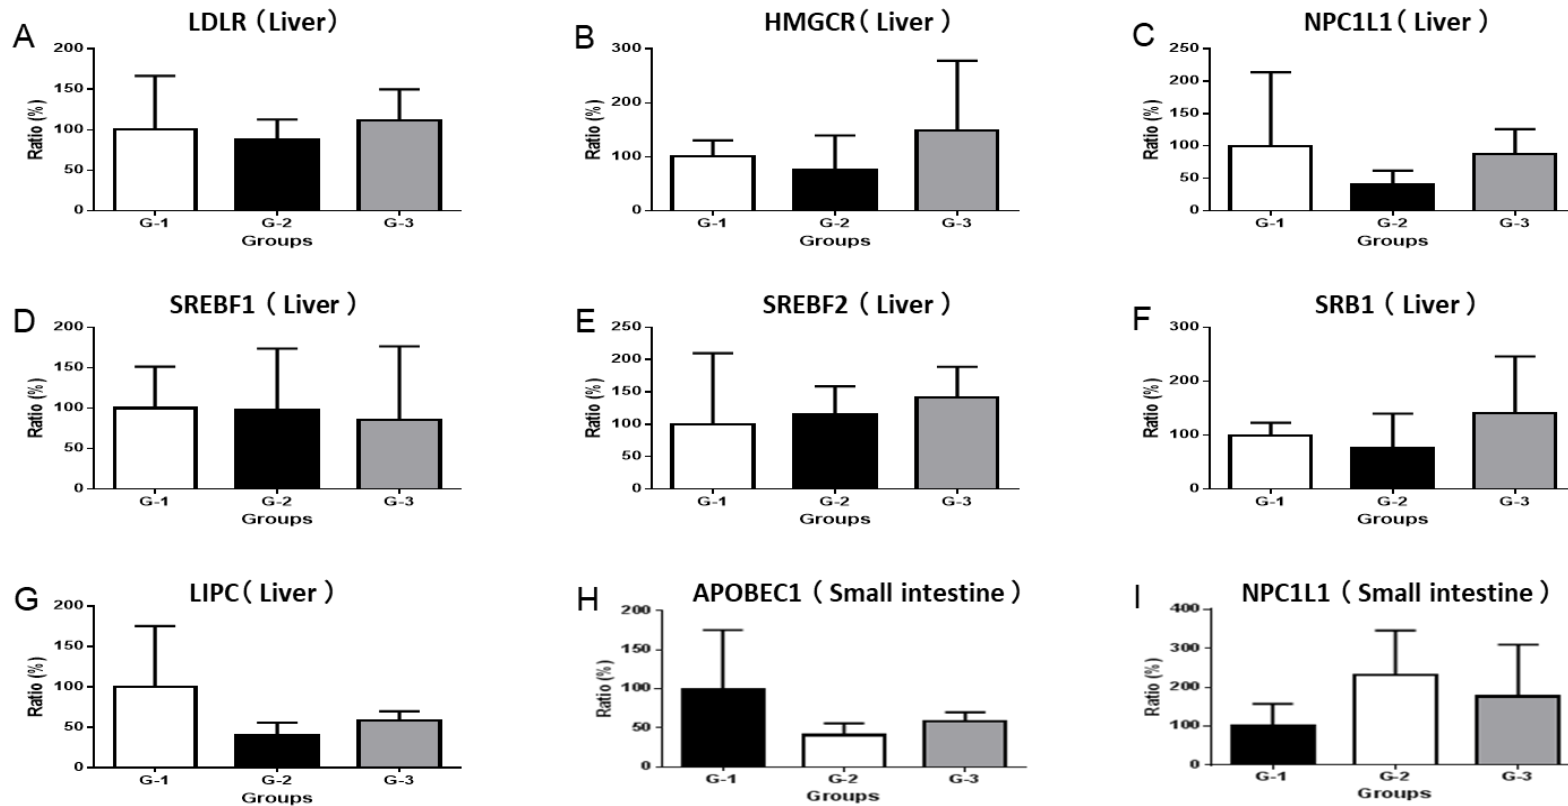 A
LDLR (Liver)
200
150
100
50
0
Ratio (%)
G-1 G-2 G-3
Groups
B
HMGCR ( Liver )
300
200
100
0
Ratio (%)
G-1 G-2 G-3
Groups
C
NPC1L1 ( Liver )
250
200
150
100
50
0
Ratio (%)
G-1 G-2 G-3
Groups
D
SREBF1 ( Liver )
200
150
100
50
0
Ratio (%)
G-1 G-2 G-3
Groups
E
SREBF2 ( Liver )
250
200
150
100
50
0
Ratio (%)
G-1 G-2 G-3
Groups
F
SRB1 ( Liver )
300
200
100
0
Ratio (%)
G-1 G-2 G-3
Groups
G
LIPC ( Liver )
200
150
100
50
0
Ratio (%)
G-1 G-2 G-3
Groups
H
APOBEC1 ( Small intestine )
200
150
100
50
0
Ratio (%)
G-1 G-2 G-3
Groups
I
NPC1L1 ( Small intestine )
400
300
200
100
0
Ratio (%)
G-1 G-2 G-3
Groups